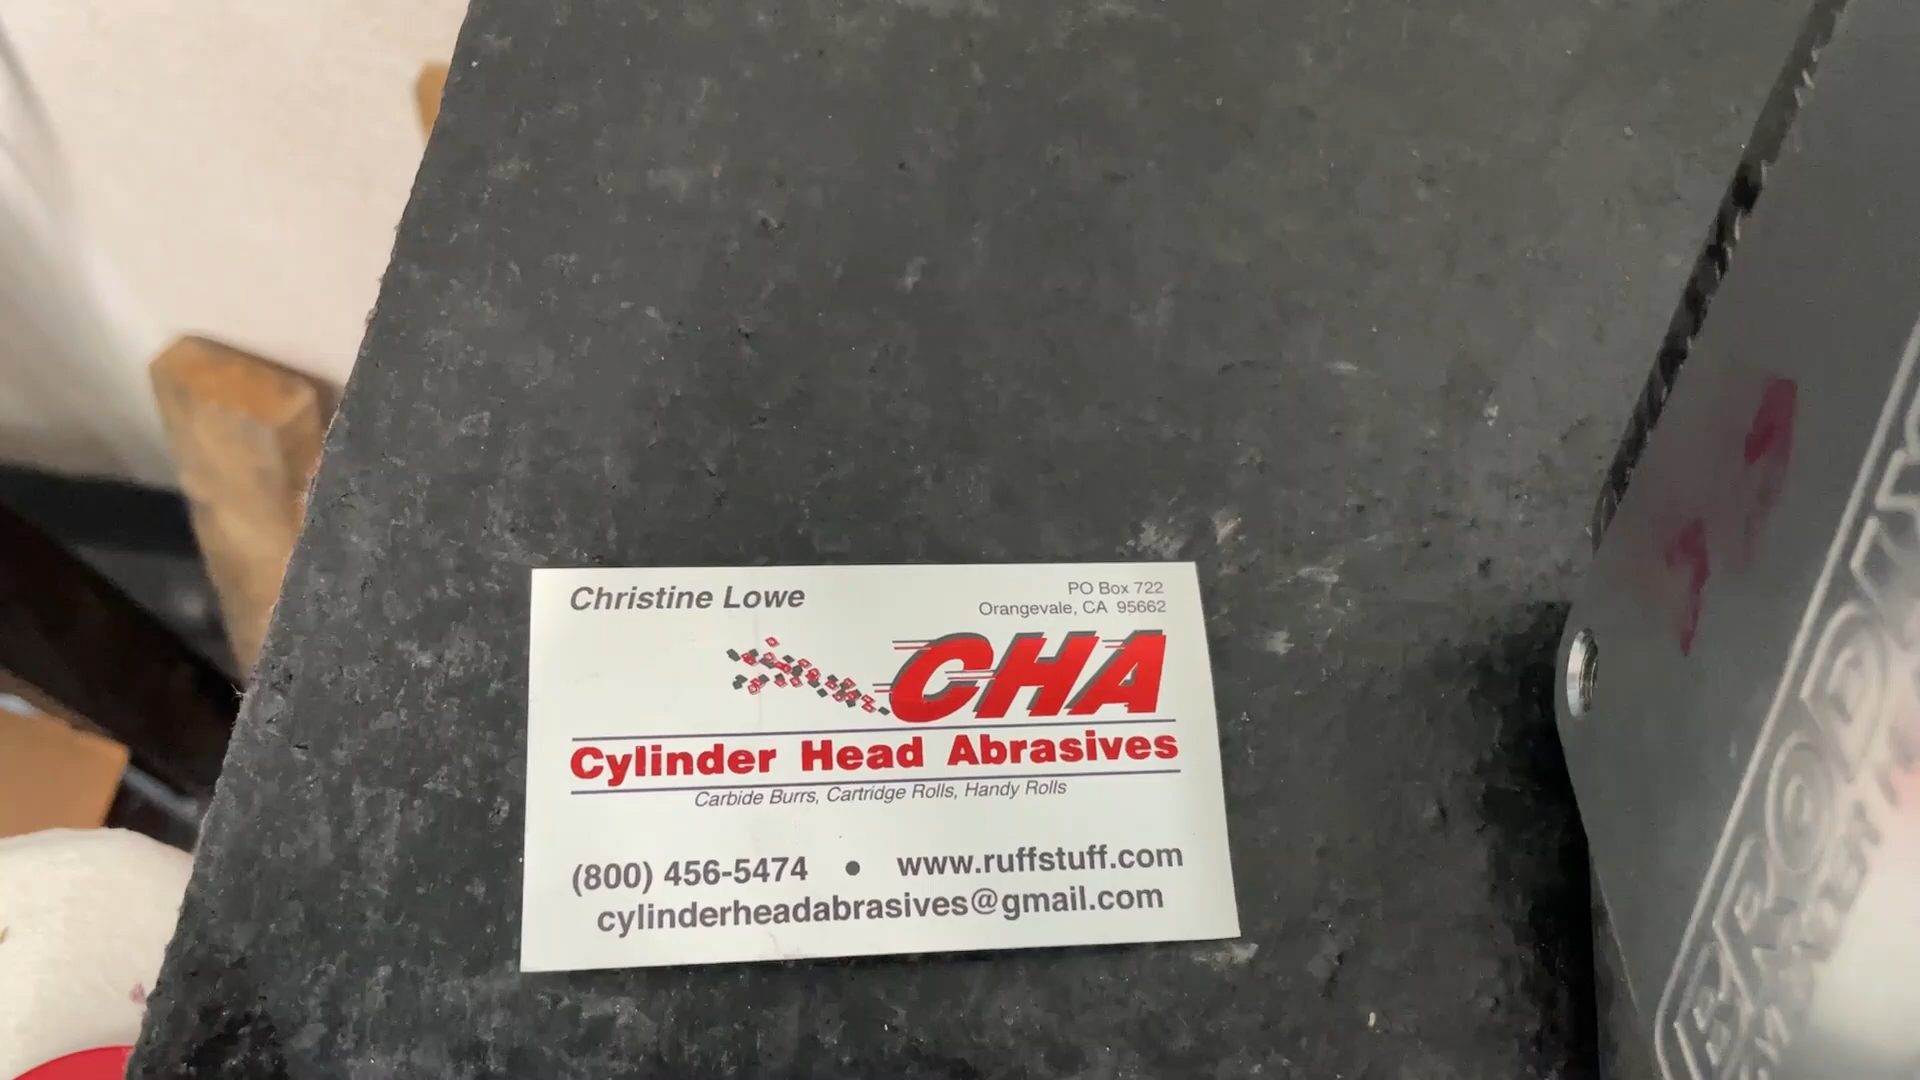 Christine Lowe
PO Box 722
Orangevale, CA 95662
CHA
Cylinder Head Abrasives
Carbide Burrs, Cartridge Rolls, Handy Rolls
(800) 456-5474 • www.ruffstuff.com
cylinderheadabrasives@gmail.com